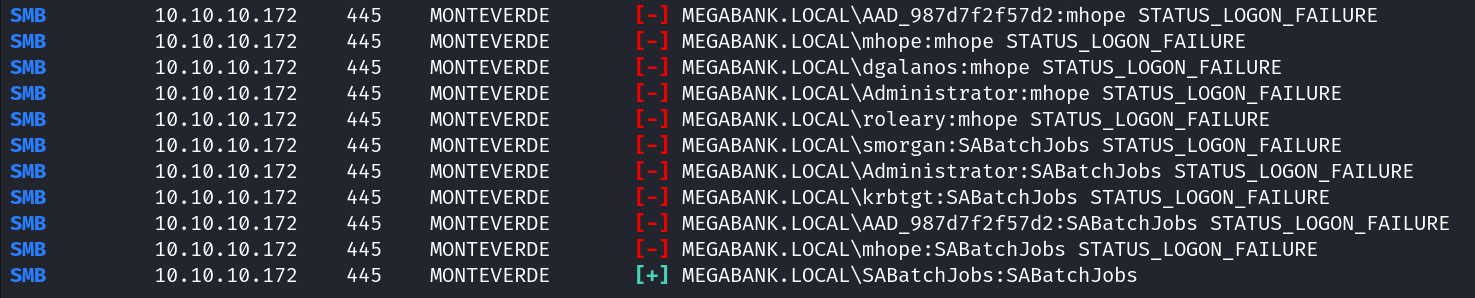 SMB 10.10.10.172 445 MONTEVERDE [-] MEGABANK.LOCAL\AAD_987d7f2f57d2:mhope STATUS_LOGON_FAILURE
SMB 10.10.10.172 445 MONTEVERDE [-] MEGABANK.LOCAL\mhope:mhope STATUS_LOGON_FAILURE
SMB 10.10.10.172 445 MONTEVERDE [-] MEGABANK.LOCAL\dgalanos:mhope STATUS_LOGON_FAILURE
SMB 10.10.10.172 445 MONTEVERDE [-] MEGABANK.LOCAL\Administrator:mhope STATUS_LOGON_FAILURE
SMB 10.10.10.172 445 MONTEVERDE [-] MEGABANK.LOCAL\roleary:mhope STATUS_LOGON_FAILURE
SMB 10.10.10.172 445 MONTEVERDE [-] MEGABANK.LOCAL\smorgan:SABatchJobs STATUS_LOGON_FAILURE
SMB 10.10.10.172 445 MONTEVERDE [-] MEGABANK.LOCAL\Administrator:SABatchJobs STATUS_LOGON_FAILURE
SMB 10.10.10.172 445 MONTEVERDE [-] MEGABANK.LOCAL\krbtgt:SABatchJobs STATUS_LOGON_FAILURE
SMB 10.10.10.172 445 MONTEVERDE [-] MEGABANK.LOCAL\AAD_987d7f2f57d2:SABatchJobs STATUS_LOGON_FAILURE
SMB 10.10.10.172 445 MONTEVERDE [-] MEGABANK.LOCAL\mhope:SABatchJobs STATUS_LOGON_FAILURE
SMB 10.10.10.172 445 MONTEVERDE [+] MEGABANK.LOCAL\SABatchJobs:SABatchJobs